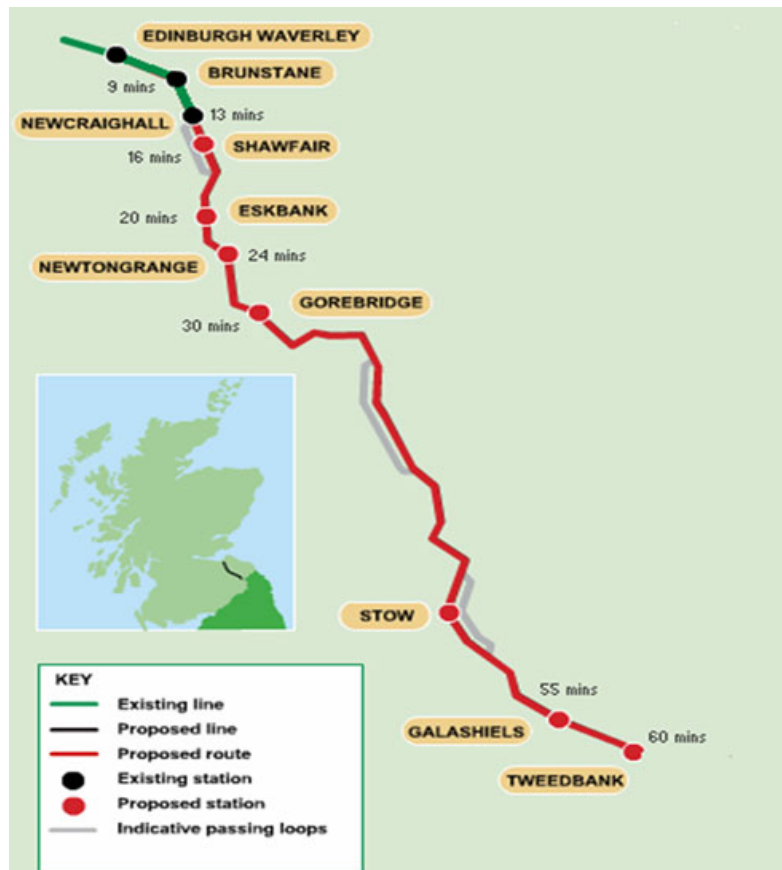 EDINBURGH WAVERLEY
9 mins
BRUNSTANE
NEWCRAIGHALL
13 mins
16 mins
SHAWFAIR
20 mins
ESKBANK
NEWTONGRANGE
24 mins
GOREBRIDGE
30 mins
STOW
55 mins
GALASHIELS
60 mins
TWEEDBANK
KEY
Existing line
Proposed line
Proposed route
Existing station
Proposed station
Indicative passing loops